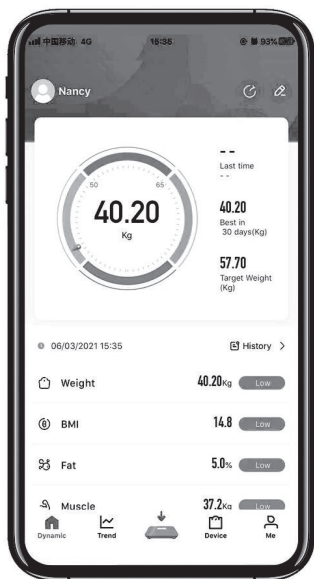 中国移动 4G 15:35 93%
Nancy
--
Last time
--
50 65
40.20
Kg
40.20
Best in
30 days(Kg)
57.70
Target Weight
(Kg)
06/03/2021 15:35 History >
Weight 40.20Kg Low
BMI 14.8 Low
Fat 5.0% Low
Muscle 37.2Kg Low
Dynamic Trend Device Me